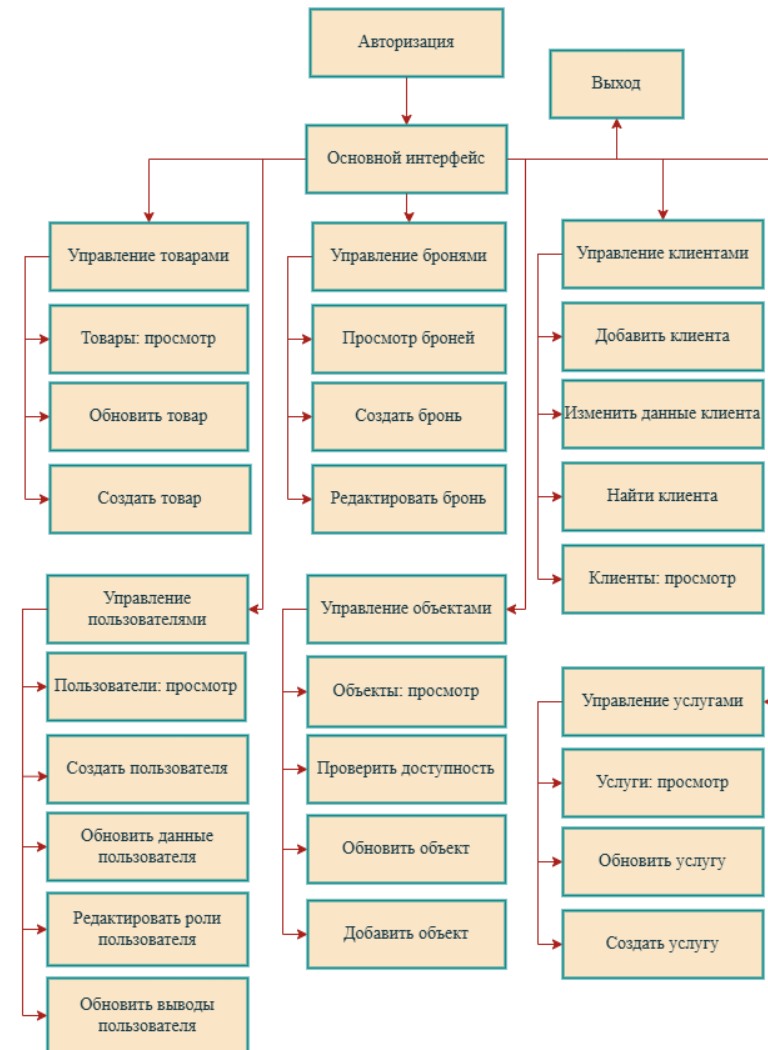 Авторизация
Выход
Основной интерфейс
Управление товарами
Товары: просмотр
Обновить товар
Создать товар
Управление бронями
Просмотр броней
Создать бронь
Редактировать бронь
Управление клиентами
Добавить клиента
Изменить данные клиента
Найти клиента
Клиенты: просмотр
Управление
пользователями
Пользователи: просмотр
Создать пользователя
Обновить данные
пользователя
Редактировать роли
пользователя
Обновить выводы
пользователя
Управление объектами
Объекты: просмотр
Проверить доступность
Обновить объект
Добавить объект
Управление услугами
Услуги: просмотр
Обновить услугу
Создать услугу